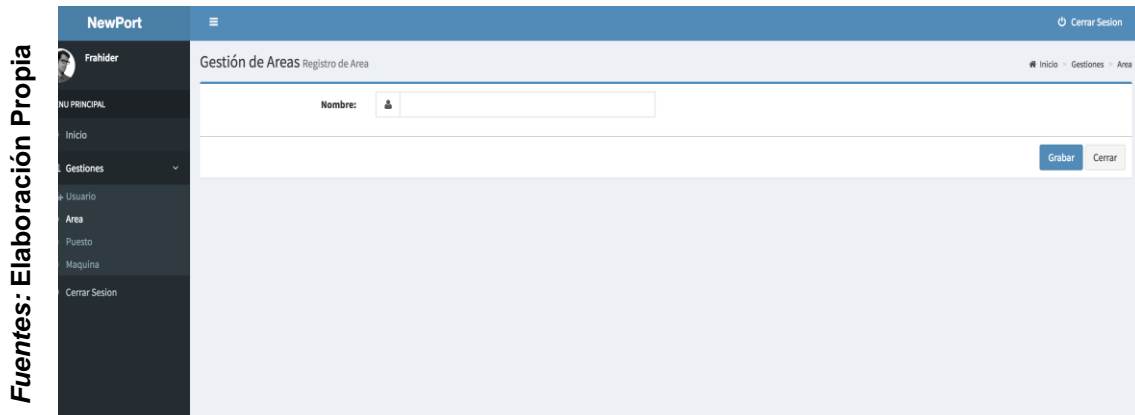 Fuentes: Elaboración Propia
NewPort
Cerrar Sesion
Frahider
Gestión de Areas Registro de Area
Inicio > Gestiones > Area
NU PRINCIPAL
Nombre:
Inicio
Grabar Cerrar
Gestiones
Usuario
Area
Puesto
Maquina
Cerrar Sesion